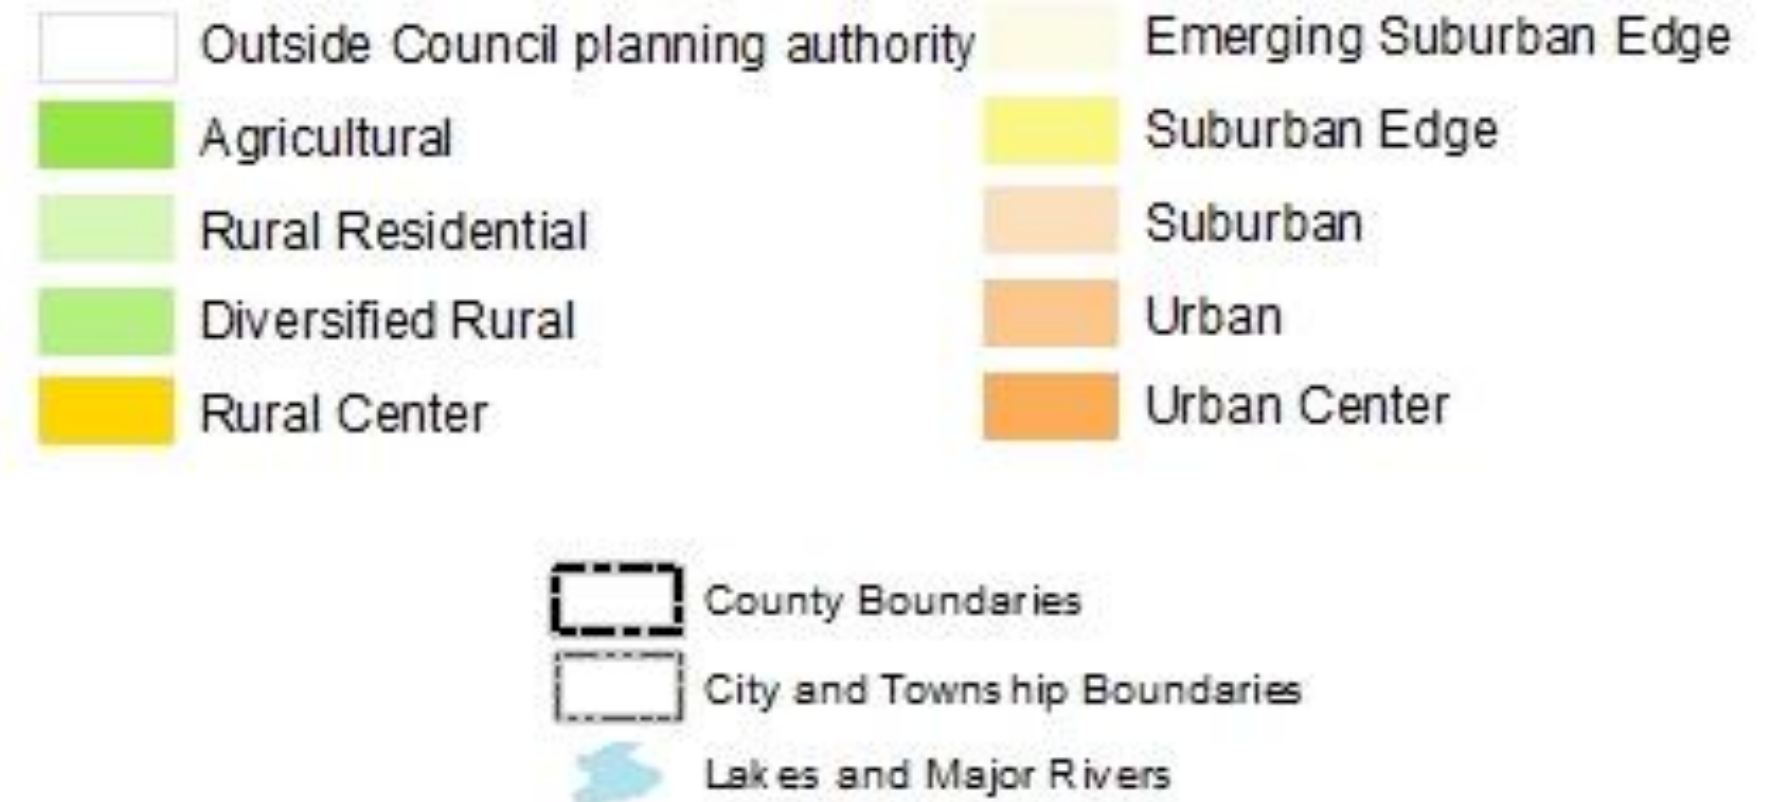 Outside Council planning authority
Agricultural
Rural Residential
Diversified Rural
Rural Center
Emerging Suburban Edge
Suburban Edge
Suburban
Urban
Urban Center
County Boundaries
City and Township Boundaries
Lakes and Major Rivers